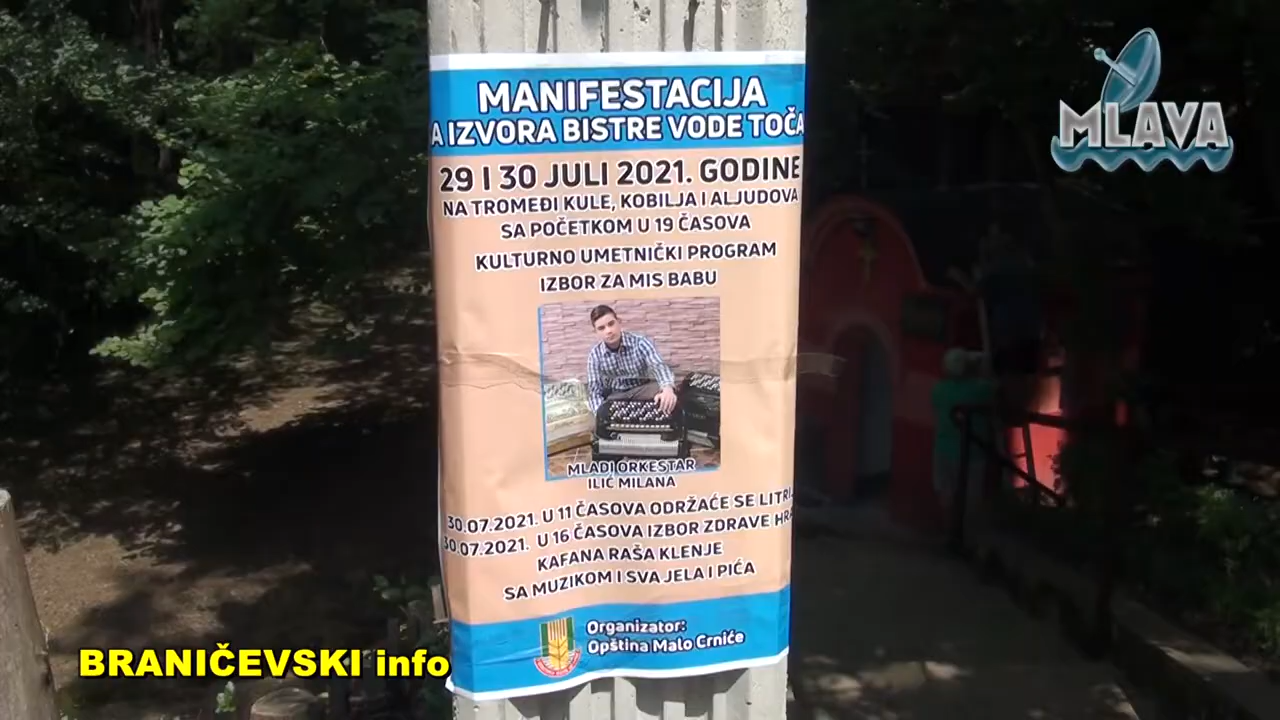 MLAVA
MANIFESTACIJA
A IZVORA BISTRE VODE TOČA
29 I 30 JULI 2021. GODINE
NA TROMEĐI KULE, KOBILJA I ALJUDOVA
SA POČETKOM U 19 ČASOVA
KULTURNO UMETNIČKI PROGRAM
IZBOR ZA MIS BABU
MLADI ORKESTAR
ILIĆ MILANA
30.07.2021. U 11 ČASOVA ODRŽAĆE SE LITRI
30.07.2021. U 16 ČASOVA IZBOR ZDRAVE HRA
KAFANA RAŠA KLENJE
SA MUZIKOM I SVA JELA I PIĆA
Organizator:
Opština Malo Crniće
BRANIČEVSKI info